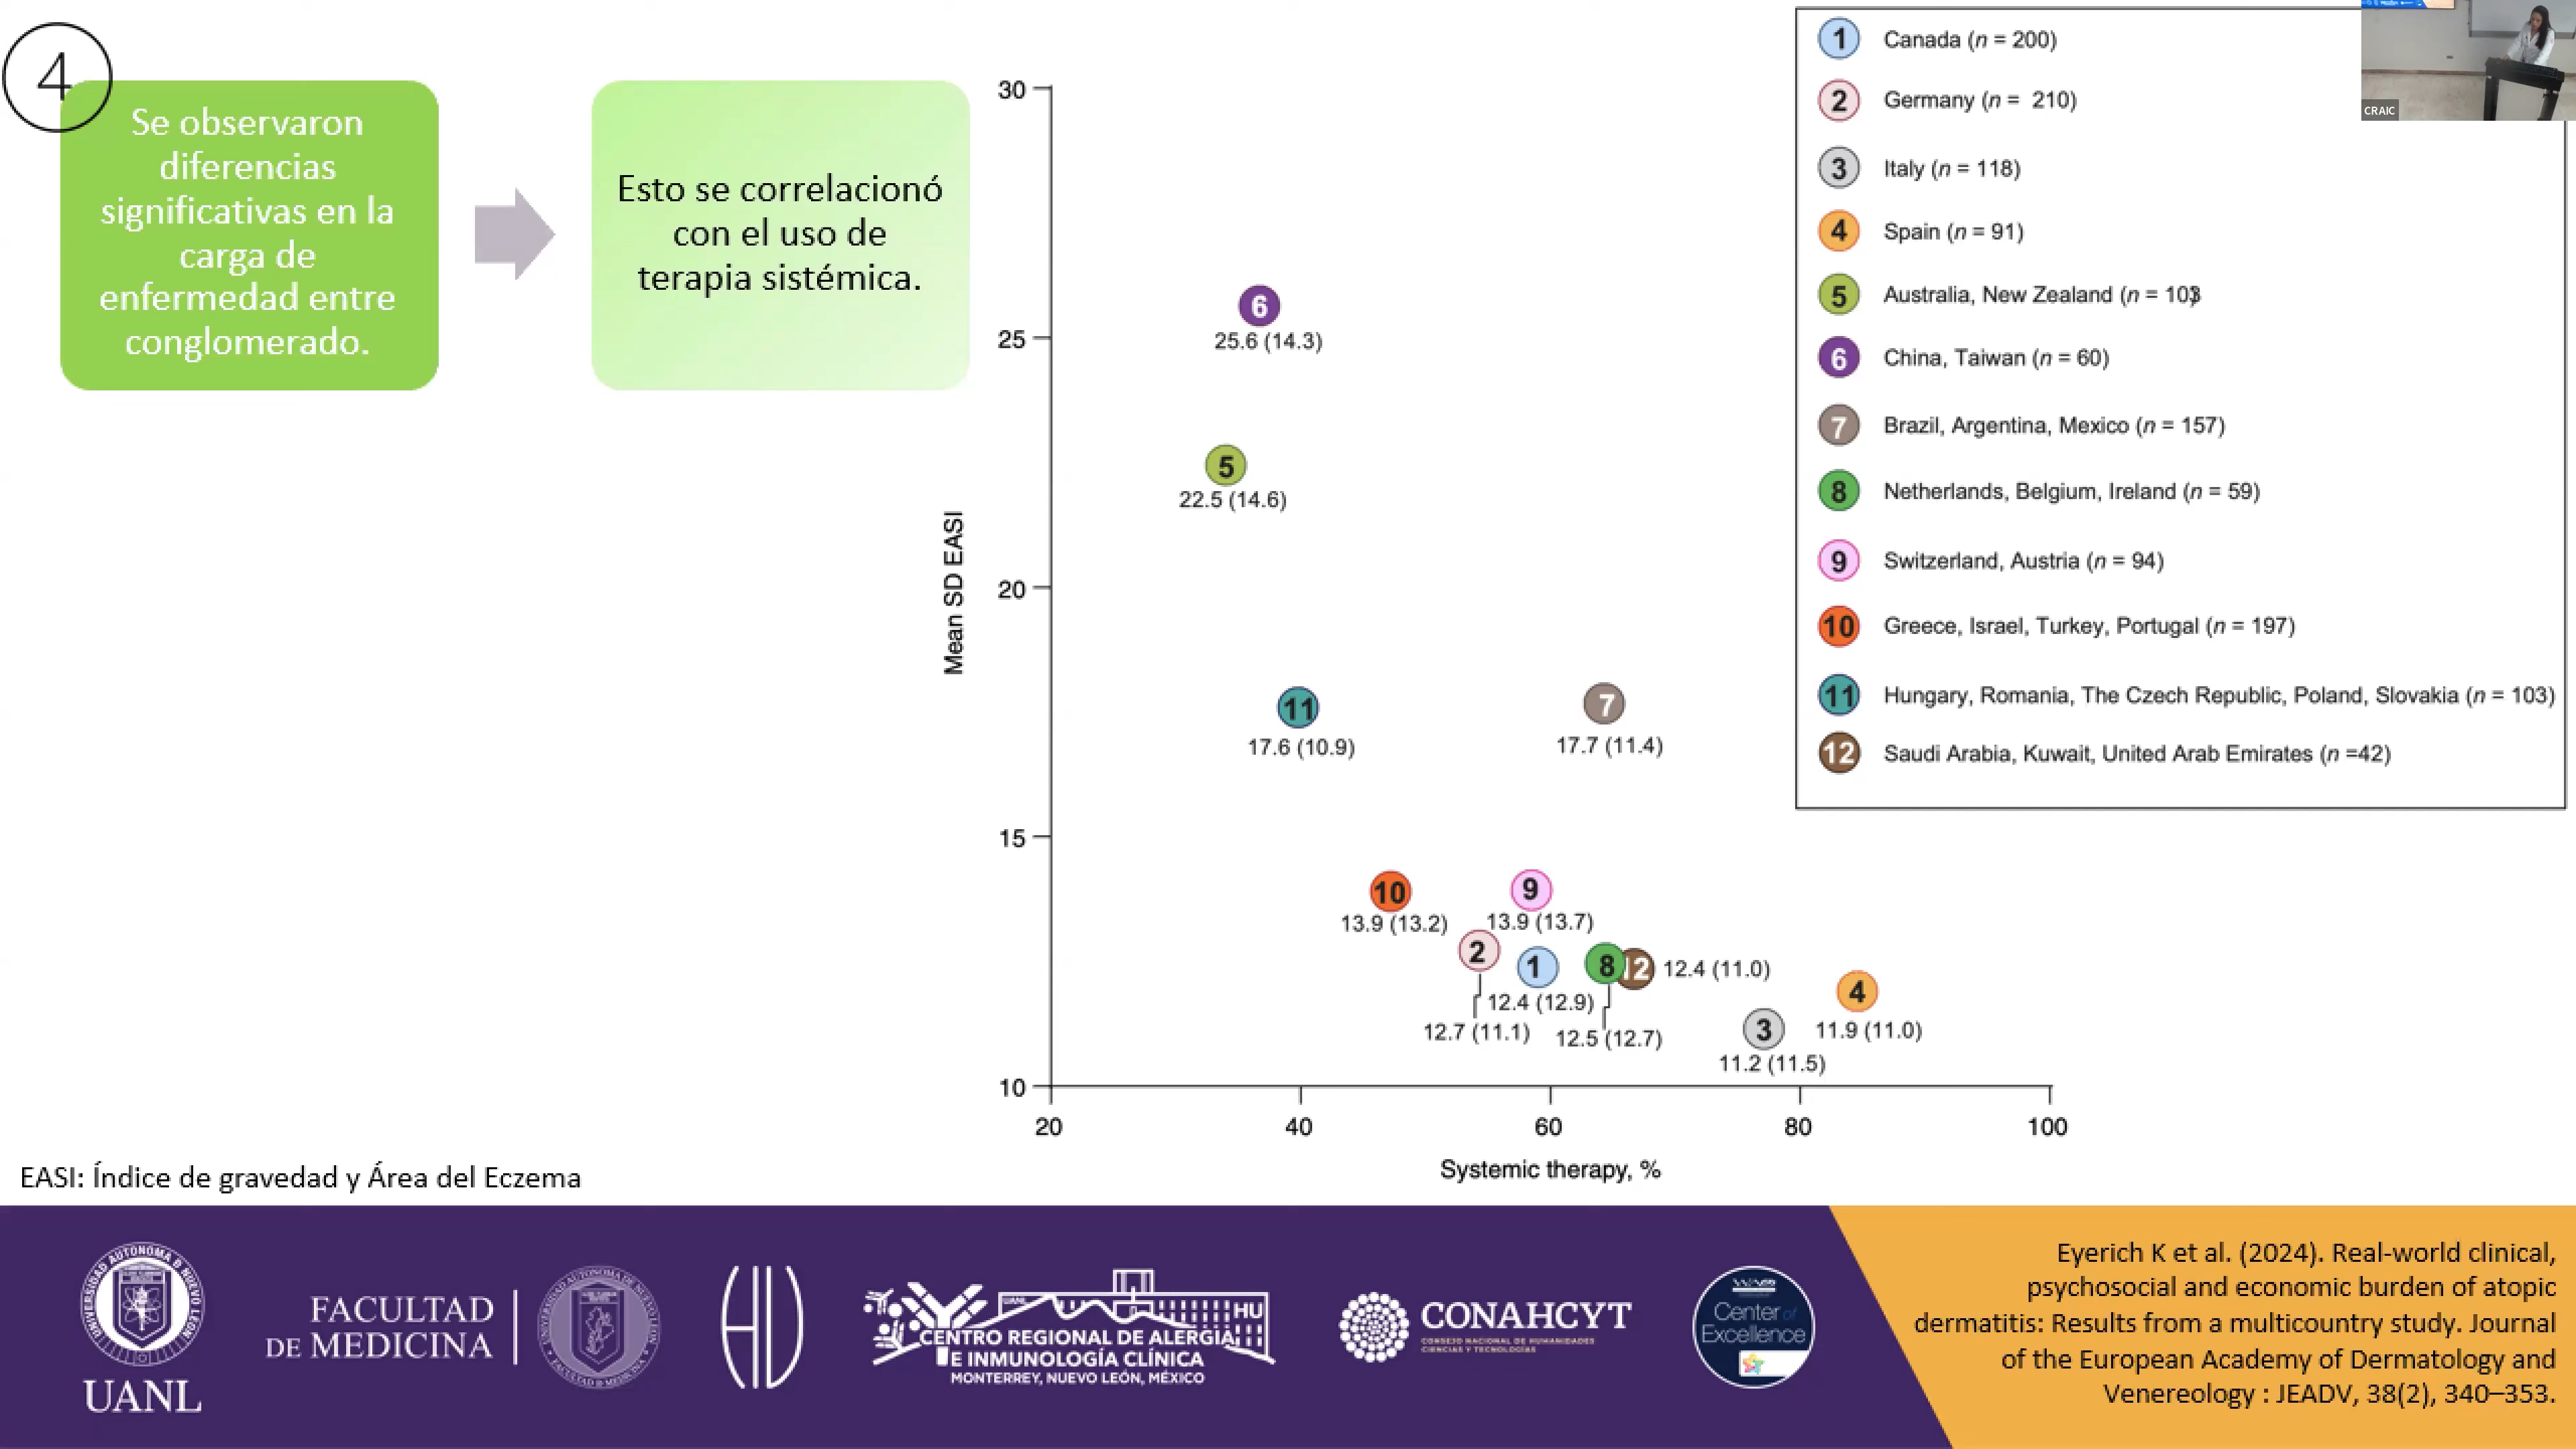 4
Se observaron
diferencias
significativas en la
carga de
enfermedad entre
conglomerado.
Esto se correlacionó
con el uso de
terapia sistémica.
Mean SD EASI
30
25
20
15
10
20
40
60
80
100
Systemic therapy, %
6
25.6 (14.3)
5
22.5 (14.6)
11
17.6 (10.9)
7
17.7 (11.4)
10
13.9 (13.2)
9
13.9 (13.7)
2
12.7 (11.1)
1
12.4 (12.9)
8
12.5 (12.7)
12
12.4 (11.0)
3
11.2 (11.5)
4
11.9 (11.0)
1 Canada (n = 200)
2 Germany (n = 210)
3 Italy (n = 118)
4 Spain (n = 91)
5 Australia, New Zealand (n = 103
6 China, Taiwan (n = 60)
7 Brazil, Argentina, Mexico (n = 157)
8 Netherlands, Belgium, Ireland (n = 59)
9 Switzerland, Austria (n = 94)
10 Greece, Israel, Turkey, Portugal (n = 197)
11 Hungary, Romania, The Czech Republic, Poland, Slovakia (n = 103)
12 Saudi Arabia, Kuwait, United Arab Emirates (n =42)
CRAIC
EASI: Índice de gravedad y Área del Eczema
UANL
FACULTAD
DE MEDICINA
UANL
HU
CENTRO REGIONAL DE ALERGIA
E INMUNOLOGÍA CLÍNICA
MONTERREY, NUEVO LEÓN, MÉXICO
CONAHCYT
CONSEJO NACIONAL DE HUMANIDADES
CIENCIAS Y TECNOLOGÍAS
Center of
Excellence
Eyerich K et al. (2024). Real-world clinical,
psychosocial and economic burden of atopic
dermatitis: Results from a multicountry study. Journal
of the European Academy of Dermatology and
Venereology : JEADV, 38(2), 340–353.